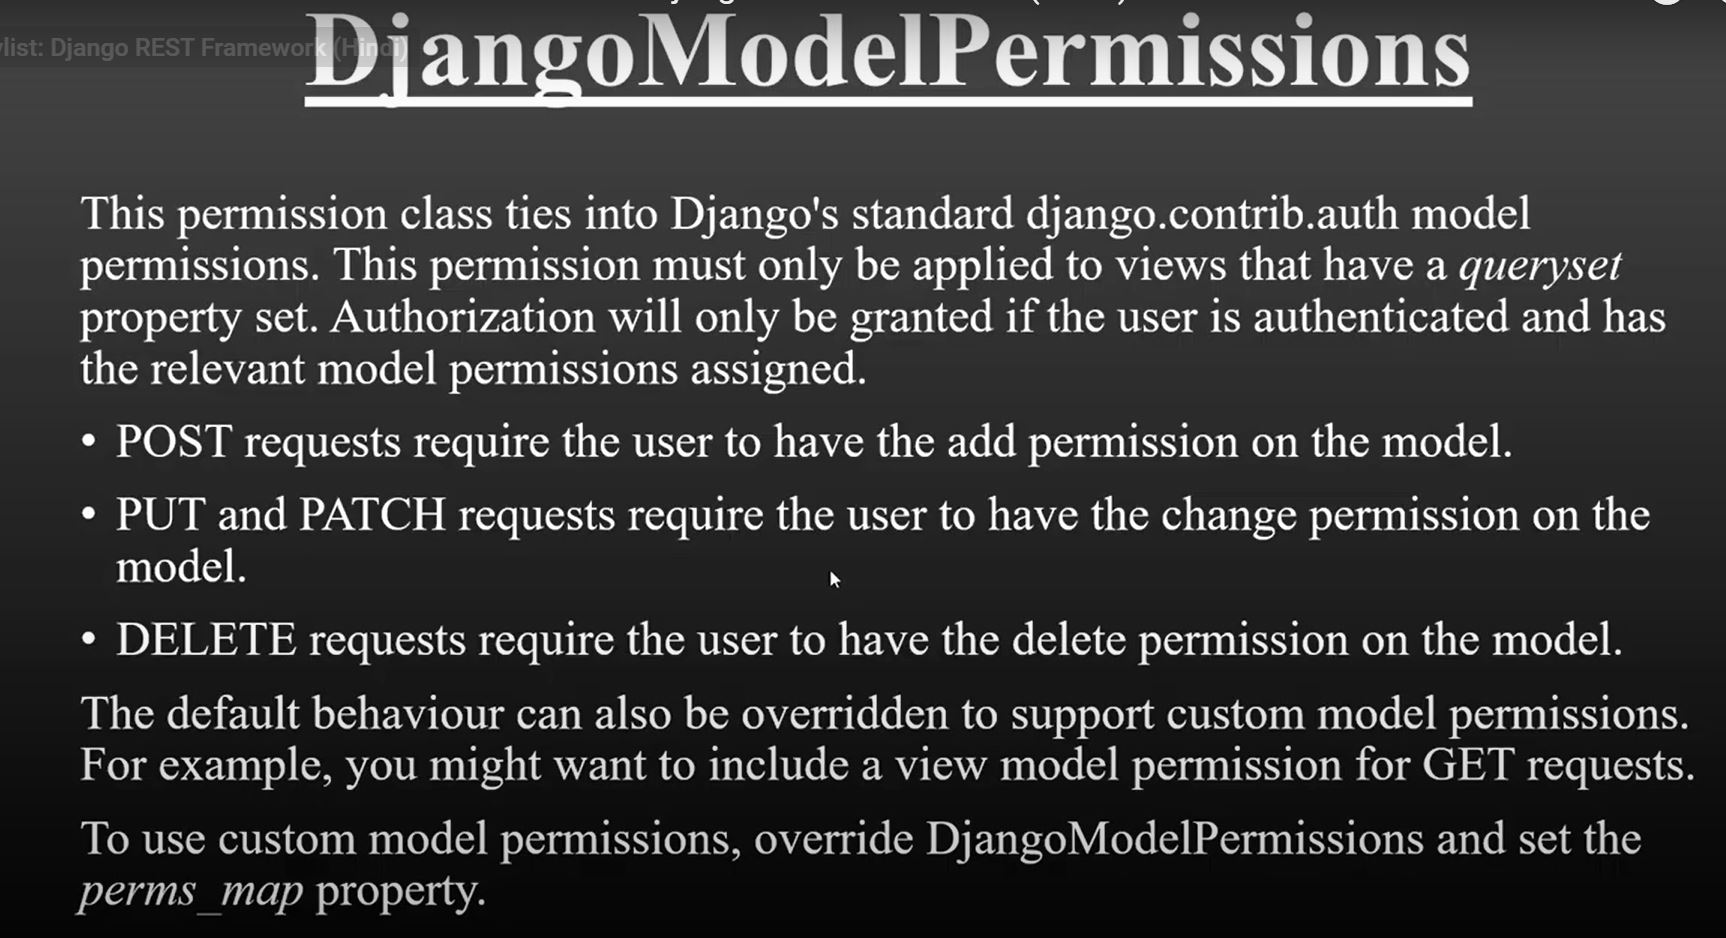 ylist: Django REST Framework (Hindi)
DjangoModelPermissions
This permission class ties into Django's standard django.contrib.auth model
permissions. This permission must only be applied to views that have a queryset
property set. Authorization will only be granted if the user is authenticated and has
the relevant model permissions assigned.
• POST requests require the user to have the add permission on the model.
• PUT and PATCH requests require the user to have the change permission on the
model.
• DELETE requests require the user to have the delete permission on the model.
The default behaviour can also be overridden to support custom model permissions.
For example, you might want to include a view model permission for GET requests.
To use custom model permissions, override DjangoModelPermissions and set the
perms_map property.